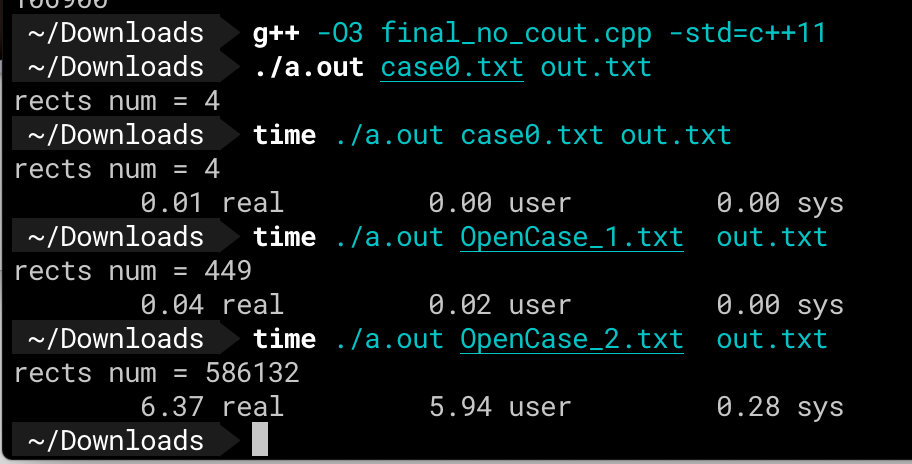 ~/Downloads g++ -O3 final_no_cout.cpp -std=c++11
~/Downloads ./a.out case0.txt out.txt
rects num = 4
~/Downloads time ./a.out case0.txt out.txt
rects num = 4
0.01 real 0.00 user 0.00 sys
~/Downloads time ./a.out OpenCase_1.txt out.txt
rects num = 449
0.04 real 0.02 user 0.00 sys
~/Downloads time ./a.out OpenCase_2.txt out.txt
rects num = 586132
6.37 real 5.94 user 0.28 sys
~/Downloads